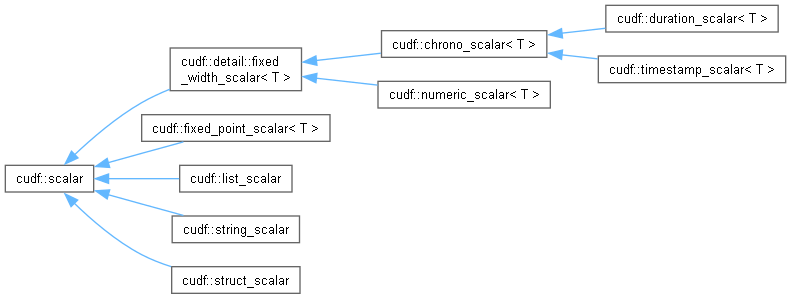 cudf::duration_scalar< T >
cudf::detail::fixed
_width_scalar< T >
cudf::chrono_scalar< T >
cudf::timestamp_scalar< T >
cudf::numeric_scalar< T >
cudf::fixed_point_scalar< T >
cudf::scalar
cudf::list_scalar
cudf::string_scalar
cudf::struct_scalar